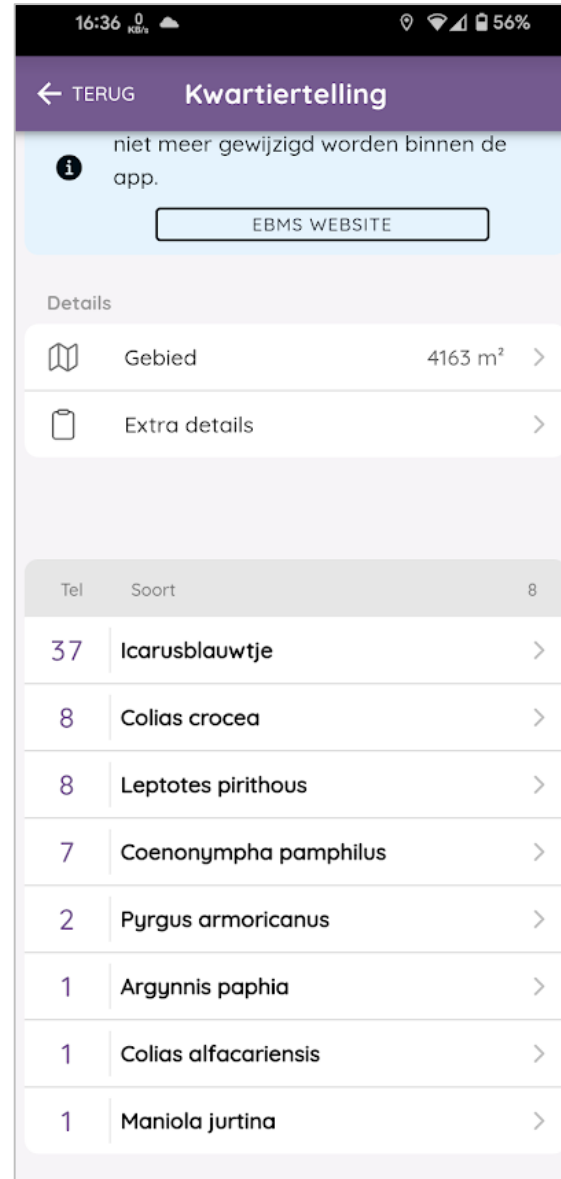 16:36 0 KB/s 56%
TERUG Kwartiertelling
niet meer gewijzigd worden binnen de
app.
EBMS WEBSITE
Details
Gebied 4163 m²
Extra details
Tel Soort 8
37 Icarusblauwtje
8 Colias crocea
8 Leptotes pirithous
7 Coenonympha pamphilus
2 Pyrgus armoricanus
1 Argynnis paphia
1 Colias alfacariensis
1 Maniola jurtina